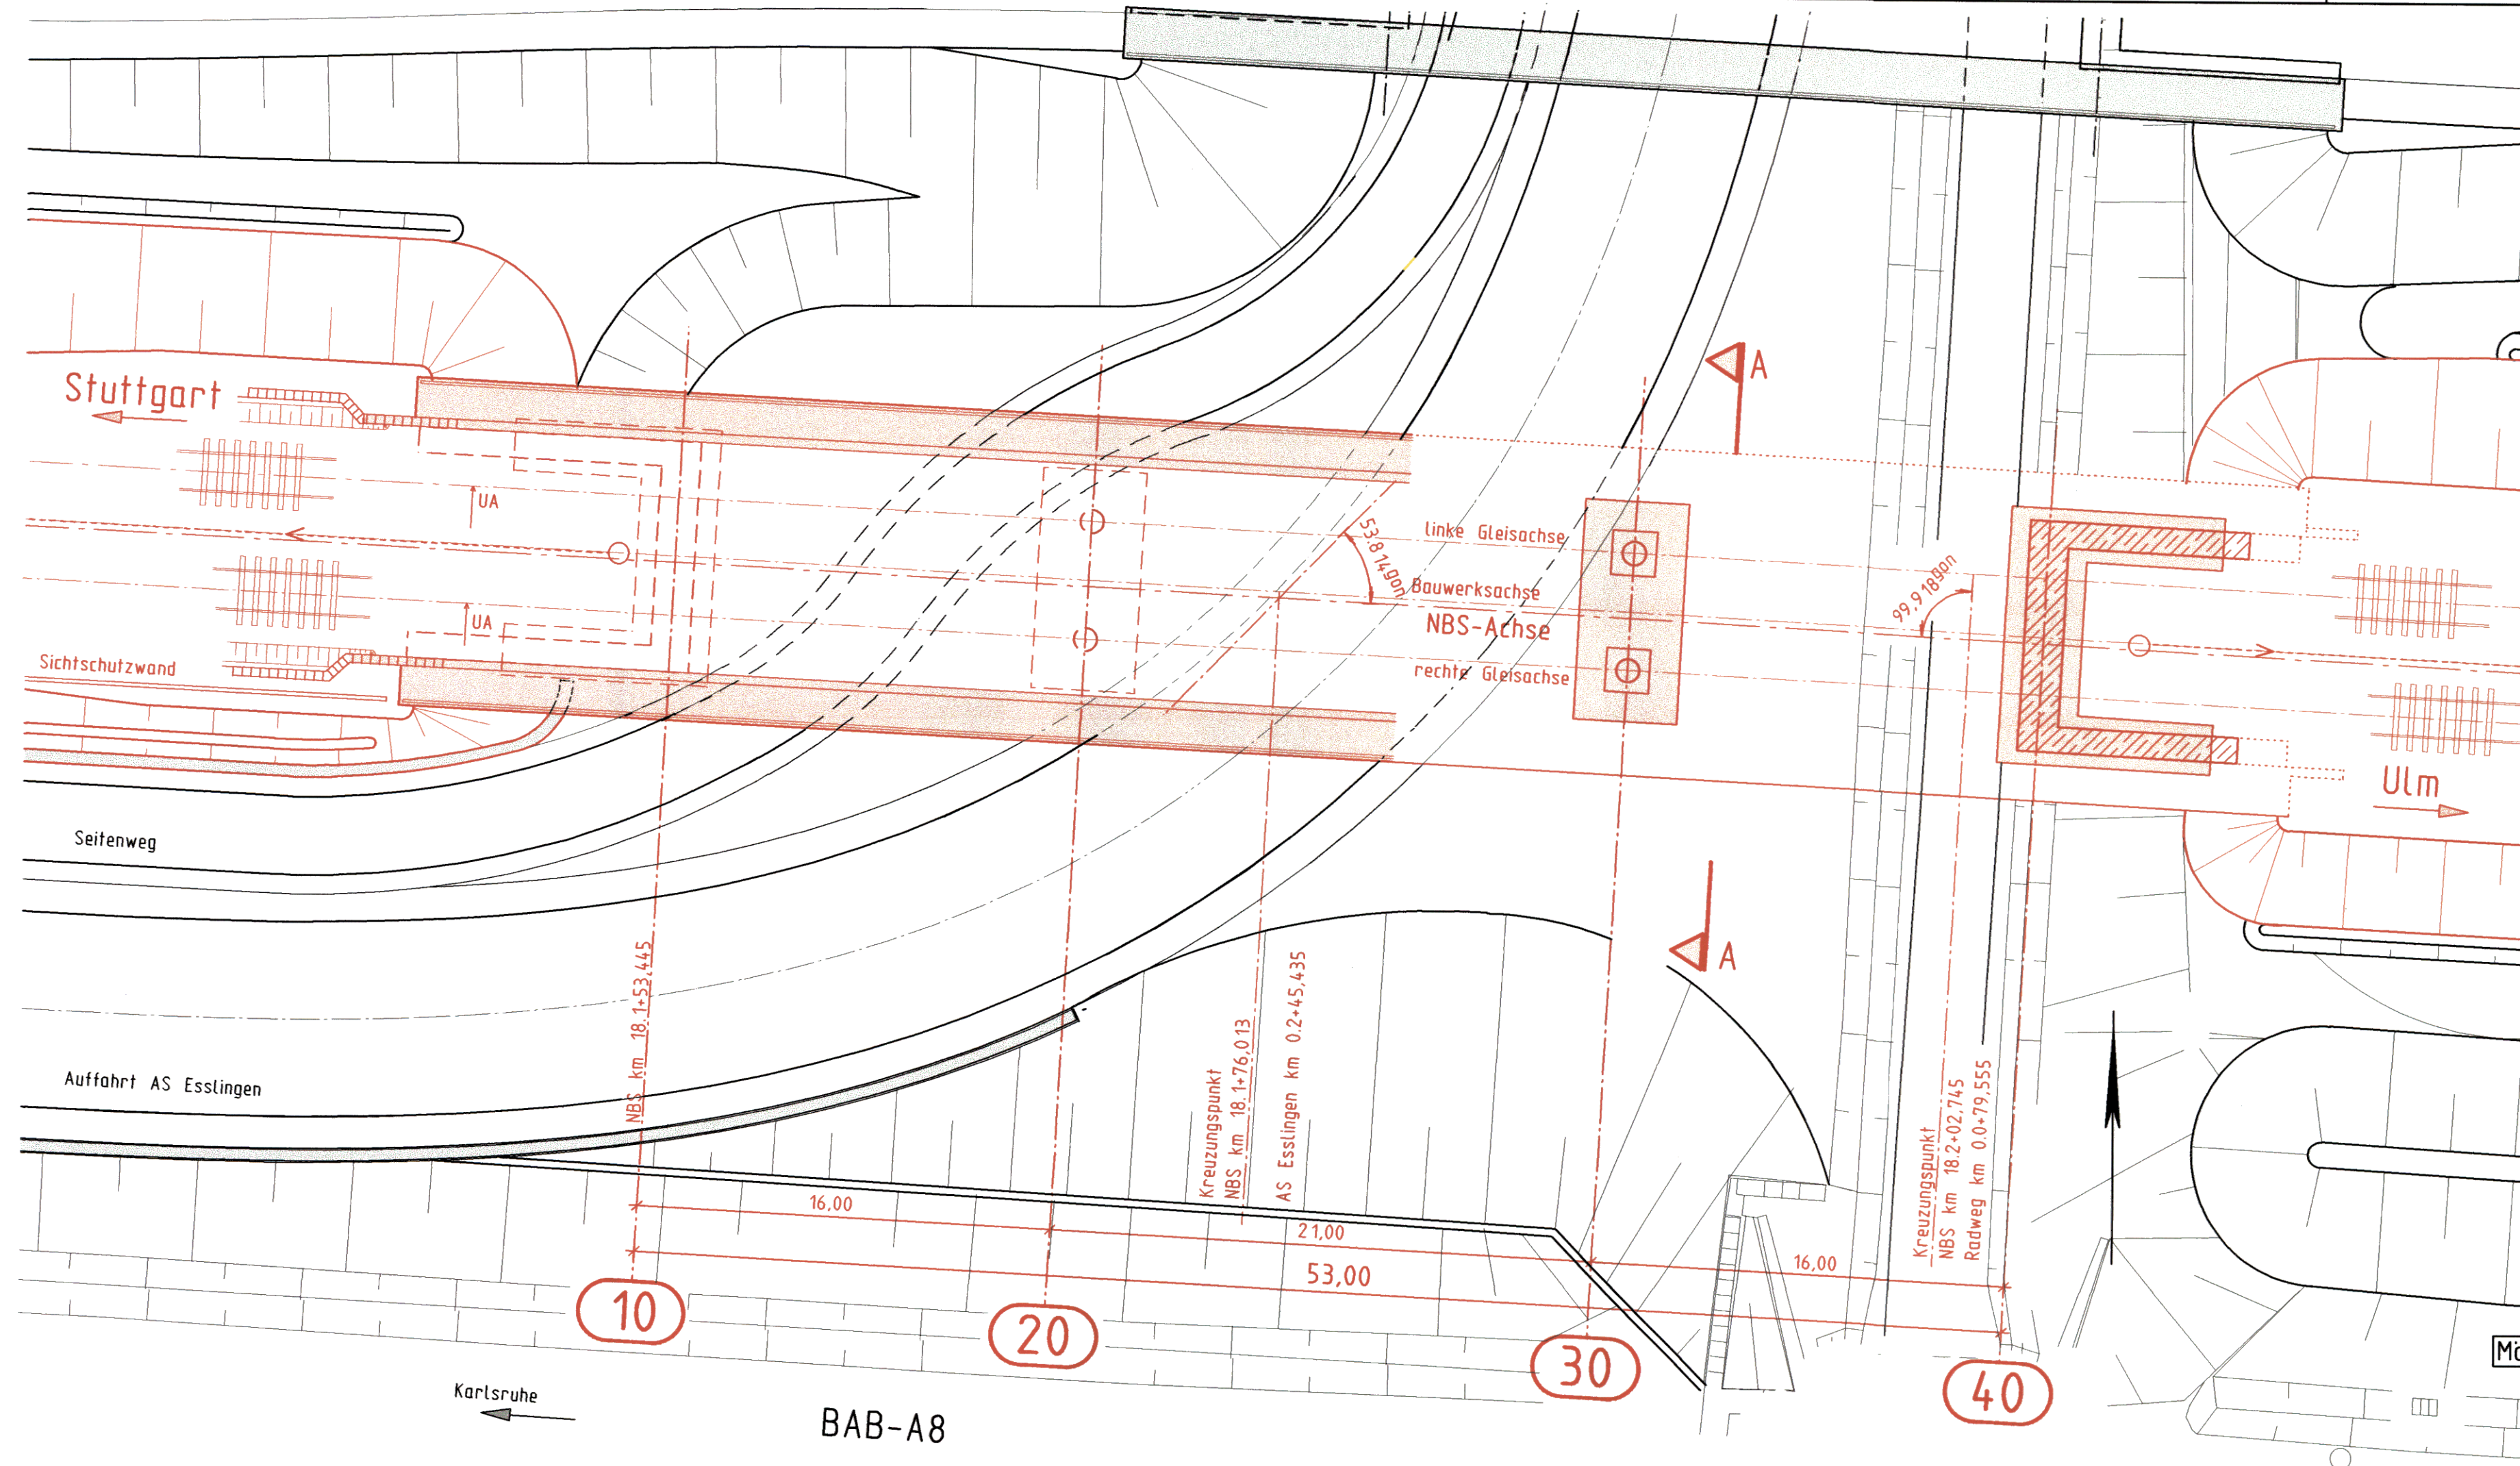 Stuttgart
A
UA
linke Gleisachse
53.814gon
Bauwerksachse
99,918gon
NBS-Achse
UA
Sichtschutzwand
rechte Gleisachse
Ulm
Seitenweg
NBS km 18.1+53,445
A
Auffahrt AS Esslingen
Kreuzungspunkt
NBS km 18.1+76,013
AS Esslingen km 0.2+45,435
Kreuzungspunkt
NBS km 18.2+02,745
Radweg km 0.0+79,555
16,00
21,00
16,00
53,00
10
20
30
40
Karlsruhe
BAB-A8